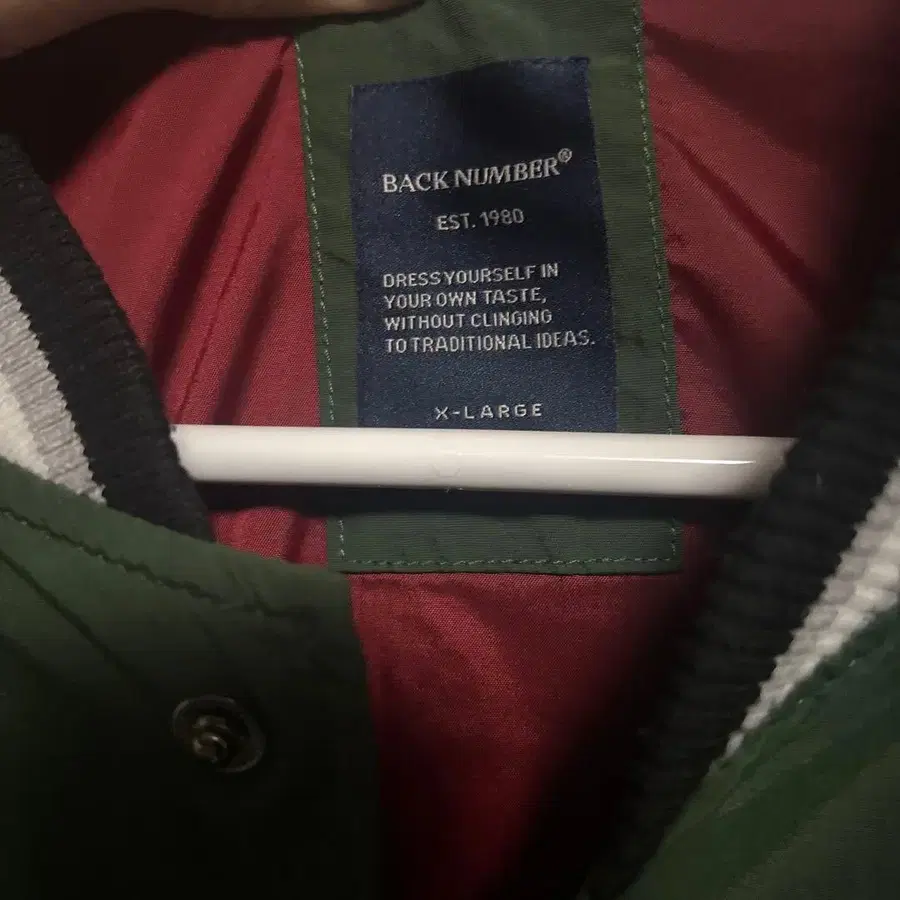 BACK NUMBER®
EST. 1980
DRESS YOURSELF IN
YOUR OWN TASTE,
WITHOUT CLINGING
TO TRADITIONAL IDEAS.
X-LARGE